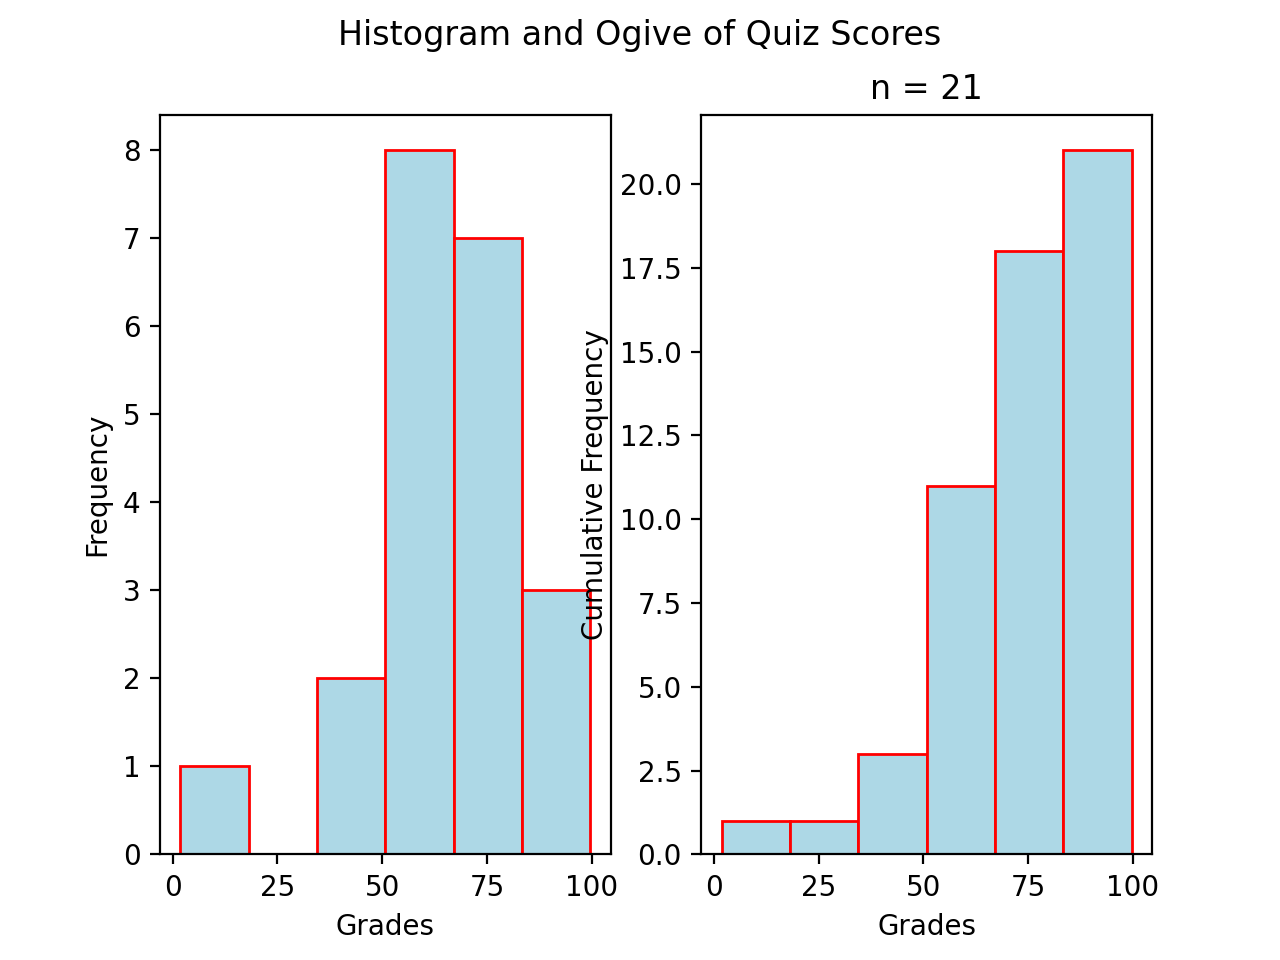 Histogram and Ogive of Quiz Scores
n = 21
Frequency
8
7
6
5
4
3
2
1
0
0 25 50 75 100
Grades
Cumulative Frequency
20.0
17.5
15.0
12.5
10.0
7.5
5.0
2.5
0.0
0 25 50 75 100
Grades